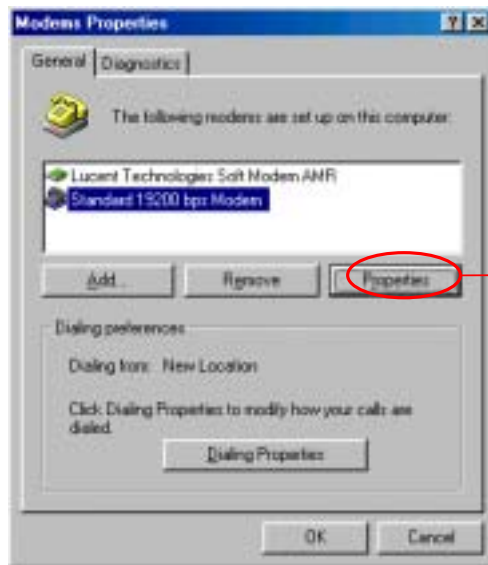 Modems Properties
General Diagnostics
The following modems are set up on this computer:
Lucent Technologies Soft Modem AMR
Standard 19200 bps Modem
Add... Remove Properties
Dialing preferences
Dialing from: New Location
Click Dialing Properties to modify how your calls are
dialed.
Dialing Properties
OK Cancel